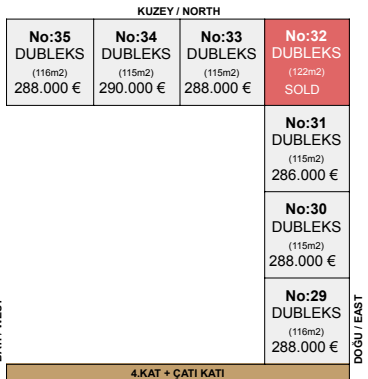 KUZEY / NORTH
No:35
DUBLEKS
(116m2)
288.000 €
No:34
DUBLEKS
(115m2)
290.000 €
No:33
DUBLEKS
(115m2)
288.000 €
No:32
DUBLEKS
(122m2)
SOLD
No:31
DUBLEKS
(115m2)
286.000 €
No:30
DUBLEKS
(115m2)
288.000 €
No:29
DUBLEKS
(116m2)
288.000 €
DOĞU / EAST
4.KAT + ÇATI KATI